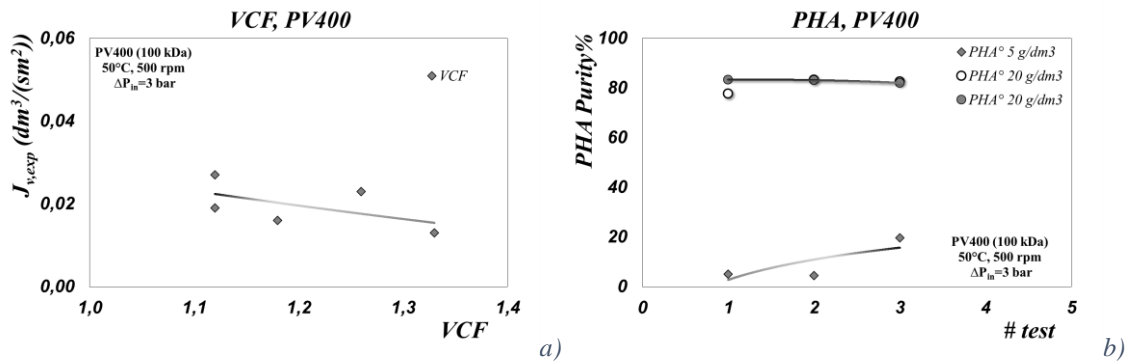 VCF, PV400
0,06
0,04
0,02
0,00
J_v,exp (dm³/(sm²))
PV400 (100 kDa)
50°C, 500 rpm
ΔP_in=3 bar
VCF
1,0
1,1
1,2
1,3
1,4
VCF
a)
PHA, PV400
100
80
60
40
20
0
PHA Purity%
PHA° 5 g/dm3
PHA° 20 g/dm3
PHA° 20 g/dm3
PV400 (100 kDa)
50°C, 500 rpm
ΔP_in=3 bar
0
1
2
3
4
5
# test
b)